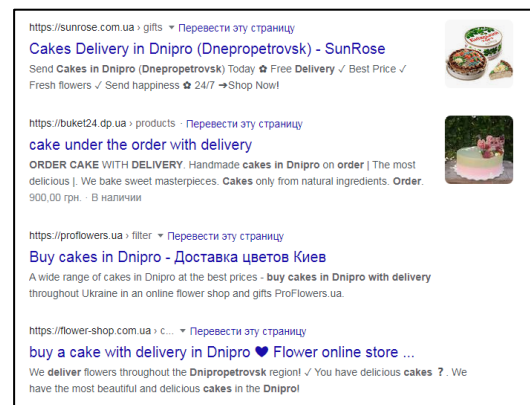 https://sunrose.com.ua › gifts ▼ Перевести эту страницу
Cakes Delivery in Dnipro (Dnepropetrovsk) - SunRose
Send Cakes in Dnipro (Dnepropetrovsk) Today ✿ Free Delivery ✓ Best Price ✓
Fresh flowers ✓ Send happiness ✿ 24/7 ➔Shop Now!
https://buket24.dp.ua › products · Перевести эту страницу
cake under the order with delivery
ORDER CAKE WITH DELIVERY. Handmade cakes in Dnipro on order | The most
delicious |. We bake sweet masterpieces. Cakes only from natural ingredients. Order.
900,00 грн. · В наличии
https://proflowers.ua › filter ▼ Перевести эту страницу
Buy cakes in Dnipro - Доставка цветов Киев
A wide range of cakes in Dnipro at the best prices - buy cakes in Dnipro with delivery
throughout Ukraine in an online flower shop and gifts ProFlowers.ua.
https://flower-shop.com.ua › c... ▼ Перевести эту страницу
buy a cake with delivery in Dnipro ♥ Flower online store ...
We deliver flowers throughout the Dnipropetrovsk region! ✓ You have delicious cakes ? . We
have the most beautiful and delicious cakes in the Dnipro!